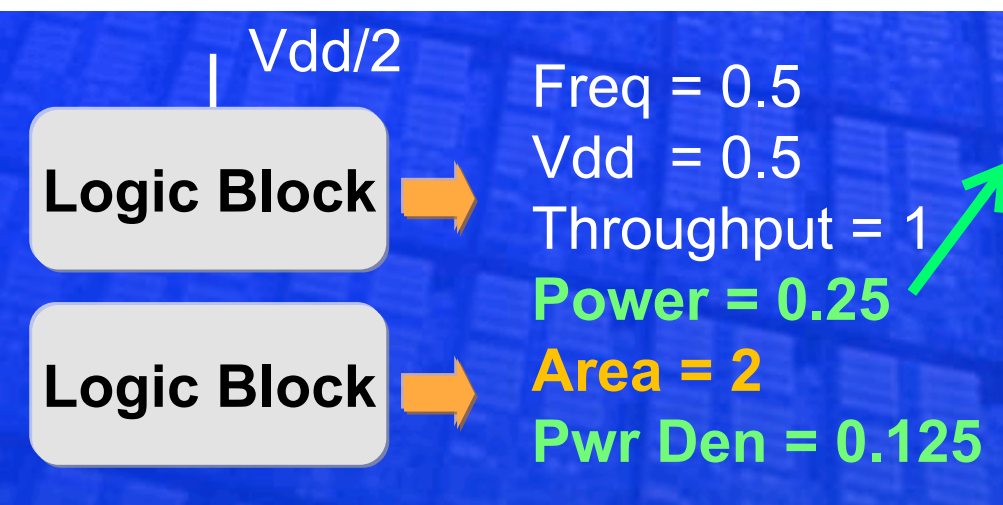 Vdd/2
Logic Block
Logic Block
Freq = 0.5
Vdd = 0.5
Throughput = 1
Power = 0.25
Area = 2
Pwr Den = 0.125